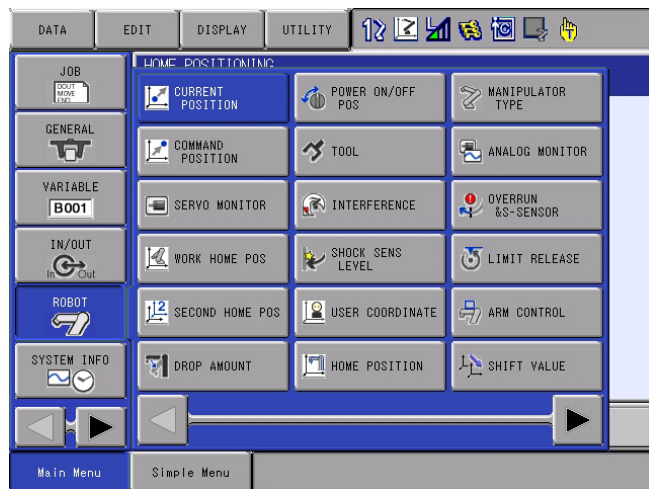 DATA
EDIT
DISPLAY
UTILITY
JOB
DOUT
MOVE
END
GENERAL
VARIABLE
B001
IN/OUT
In Out
ROBOT
SYSTEM INFO
HOME POSITIONING
CURRENT
POSITION
POWER ON/OFF
POS
MANIPULATOR
TYPE
COMMAND
POSITION
TOOL
ANALOG MONITOR
SERVO MONITOR
INTERFERENCE
OVERRUN
&S-SENSOR
WORK HOME POS
SHOCK SENS
LEVEL
LIMIT RELEASE
2
SECOND HOME POS
USER COORDINATE
ARM CONTROL
DROP AMOUNT
HOME POSITION
SHIFT VALUE
Main Menu
Simple Menu